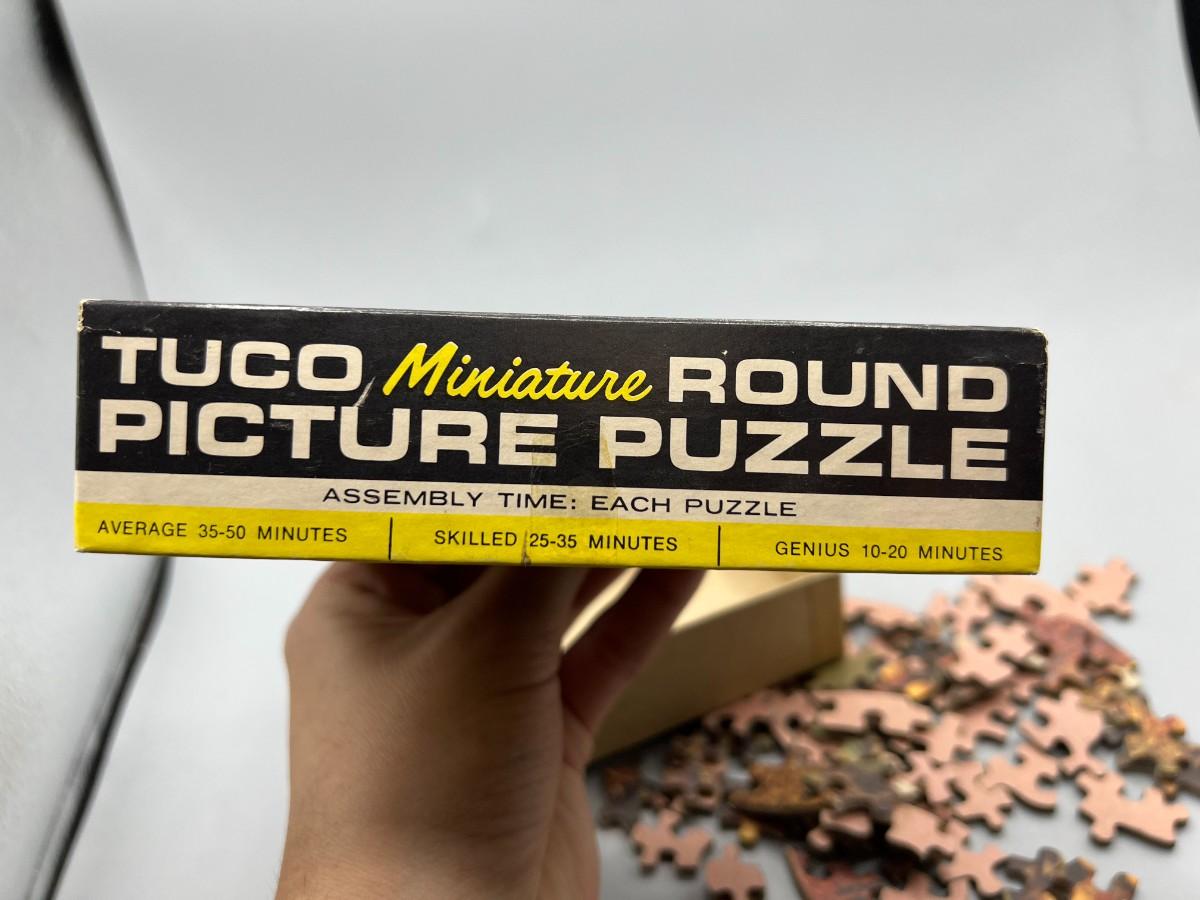 TUCO Miniature ROUND
PICTURE PUZZLE
ASSEMBLY TIME: EACH PUZZLE
AVERAGE 35-50 MINUTES | SKILLED 25-35 MINUTES | GENIUS 10-20 MINUTES